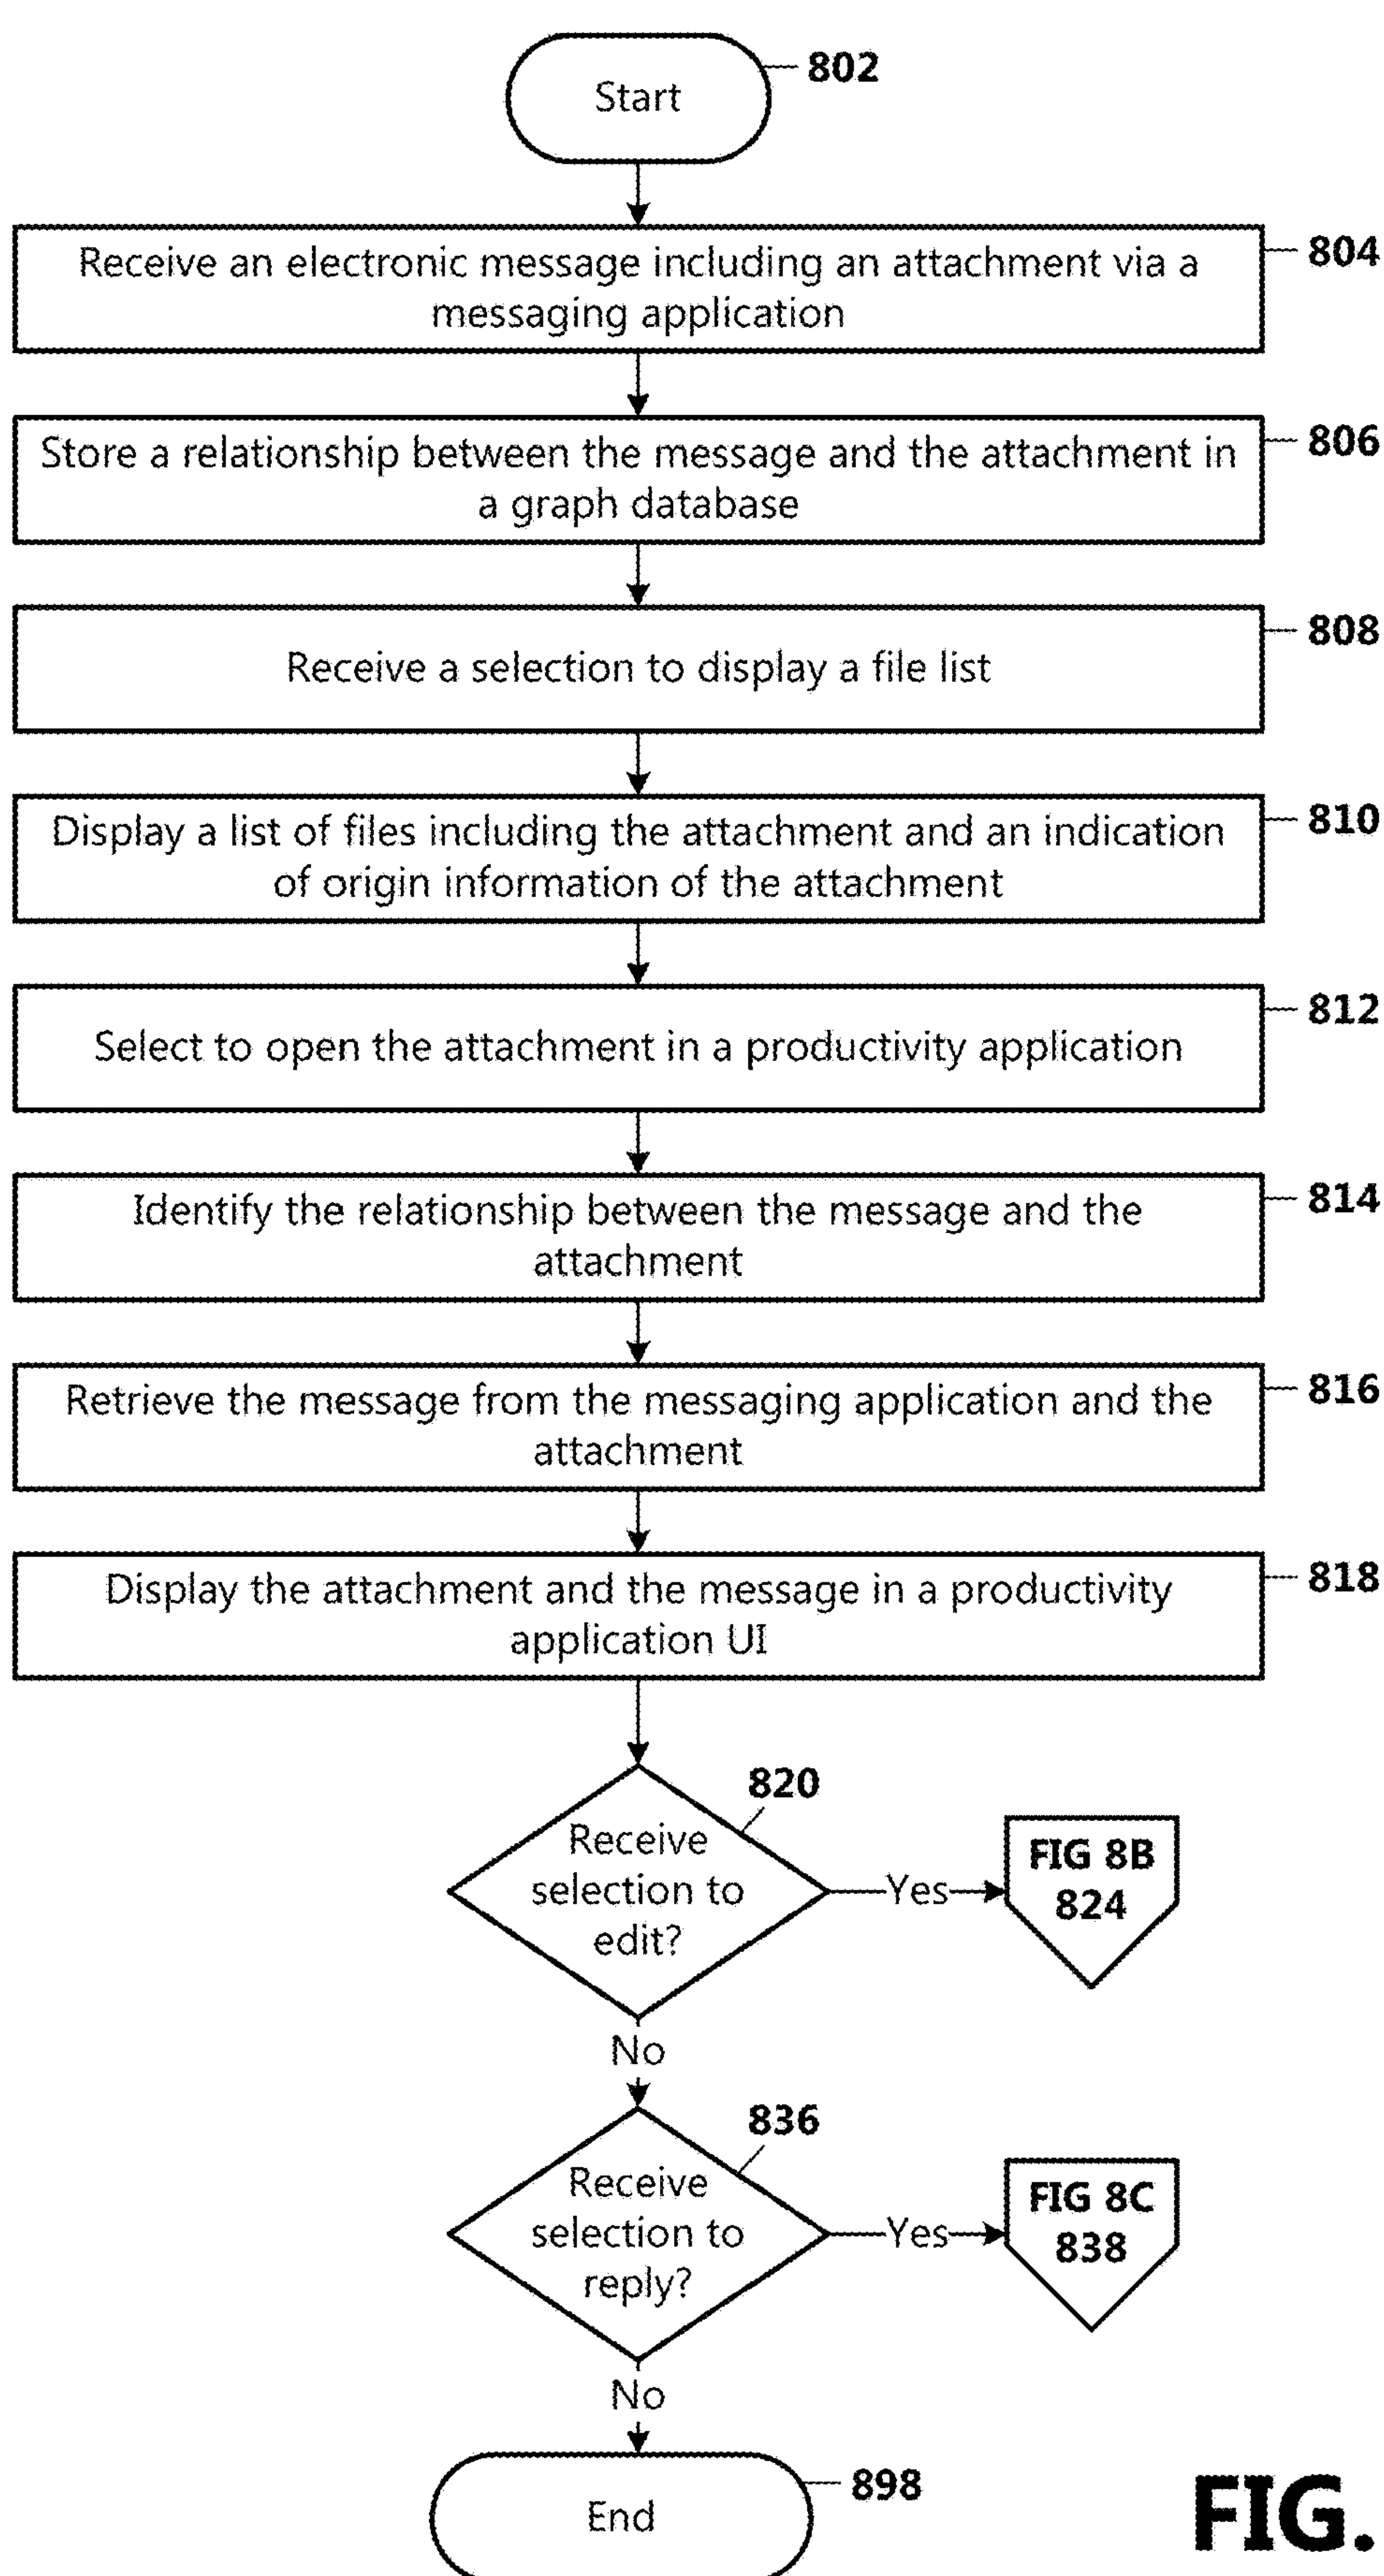 Start
802
Receive an electronic message including an attachment via a
messaging application
804
Store a relationship between the message and the attachment in
a graph database
806
Receive a selection to display a file list
808
Display a list of files including the attachment and an indication
of origin information of the attachment
810
Select to open the attachment in a productivity application
812
Identify the relationship between the message and the
attachment
814
Retrieve the message from the messaging application and the
attachment
816
Display the attachment and the message in a productivity
application UI
818
820
Receive
selection to
edit?
Yes
FIG 8B
824
No
836
Receive
selection to
reply?
Yes
FIG 8C
838
No
End
898
FIG.